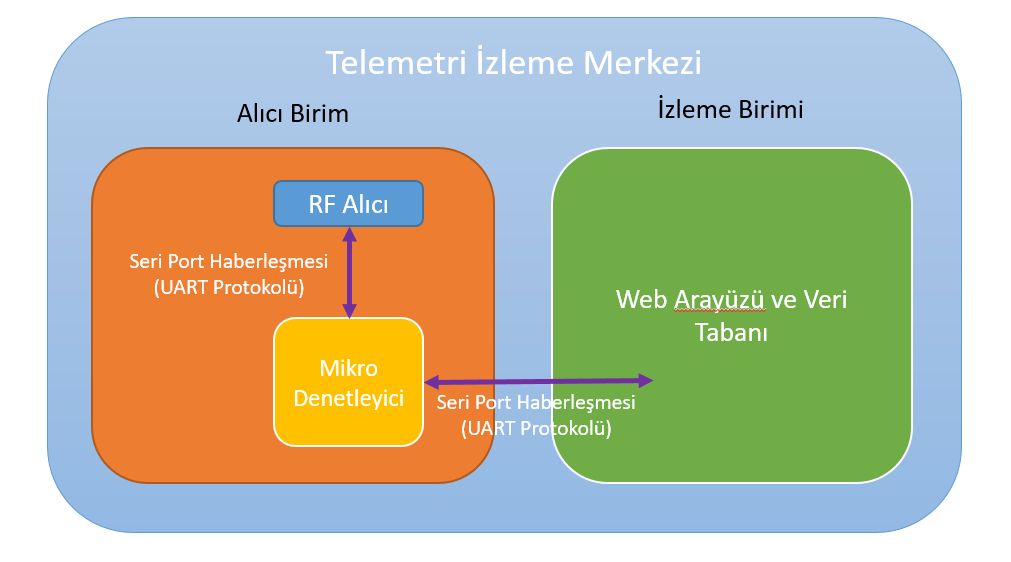 Telemetri İzleme Merkezi
Alıcı Birim
İzleme Birimi
RF Alıcı
Seri Port Haberleşmesi
(UART Protokolü)
Mikro
Denetleyici
Web Arayüzü ve Veri
Tabanı
Seri Port Haberleşmesi
(UART Protokolü)